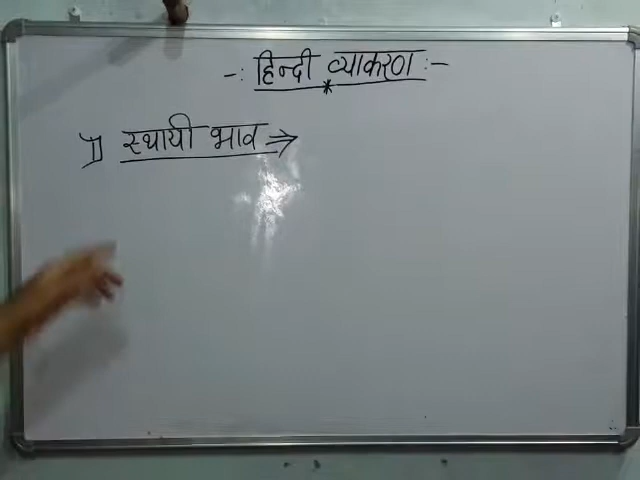 -: हिन्दी व्याकरण :-
1] स्थायी भाव →